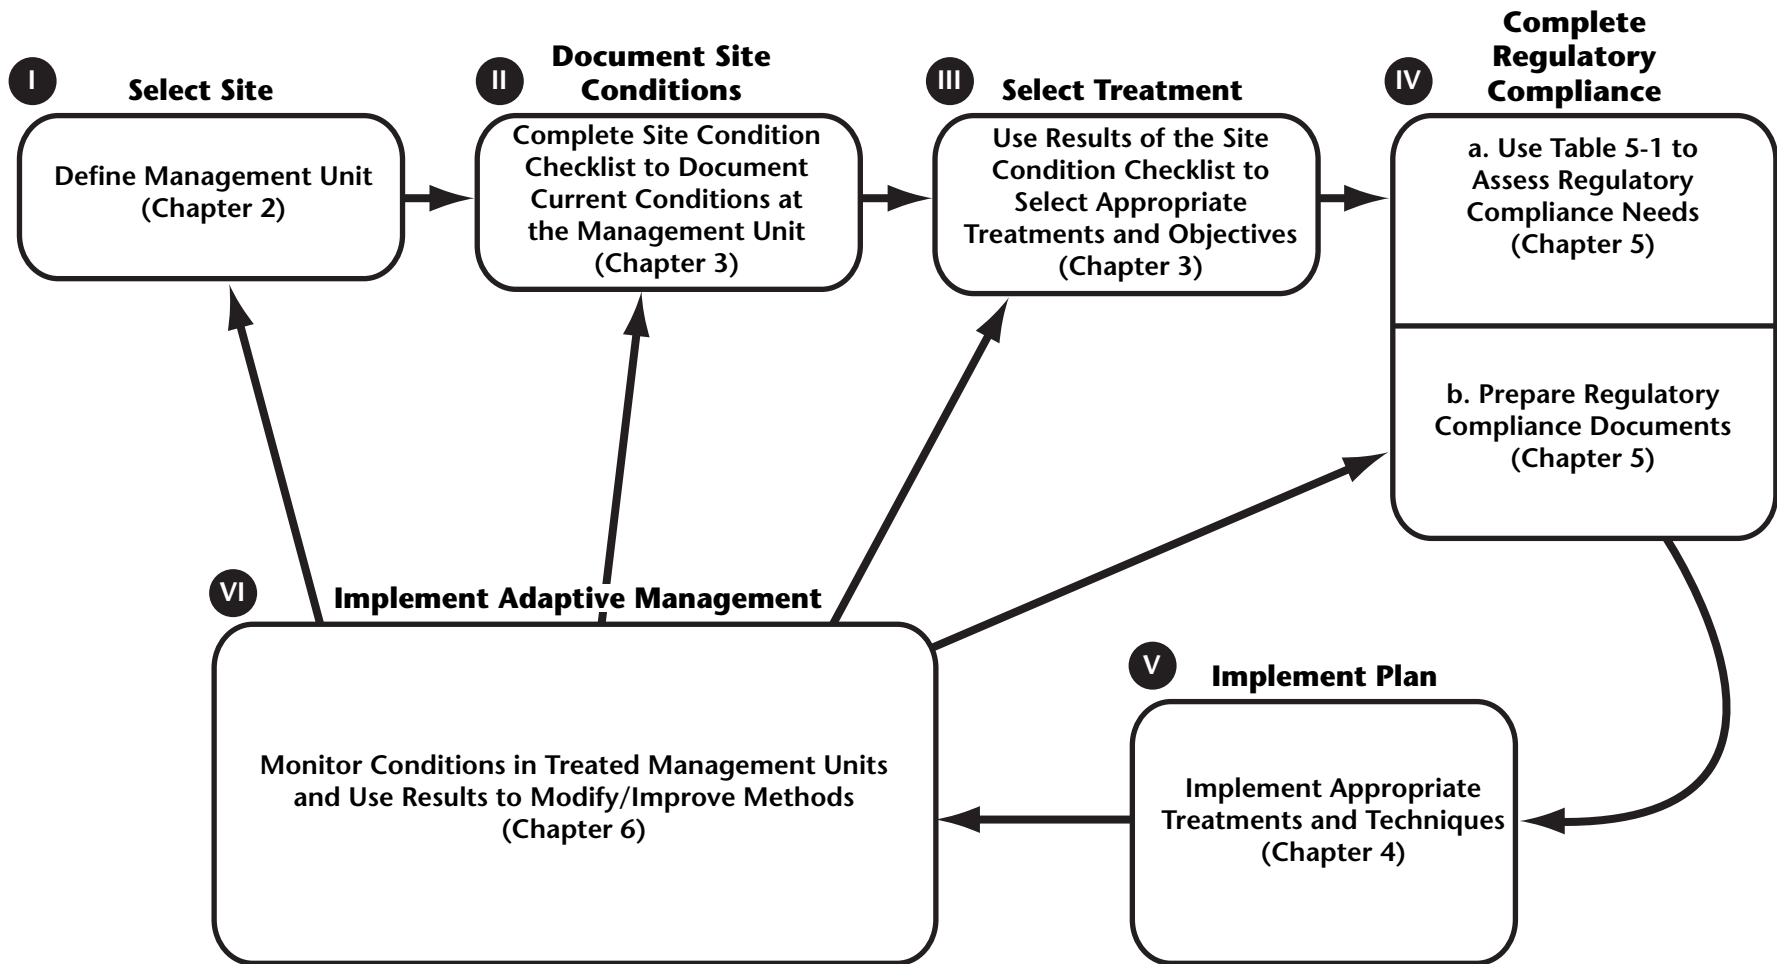 I
Select Site
Define Management Unit
(Chapter 2)
II
Document Site
Conditions
Complete Site Condition
Checklist to Document
Current Conditions at
the Management Unit
(Chapter 3)
III
Select Treatment
Use Results of the Site
Condition Checklist to
Select Appropriate
Treatments and Objectives
(Chapter 3)
IV
Complete
Regulatory
Compliance
a. Use Table 5-1 to
Assess Regulatory
Compliance Needs
(Chapter 5)
b. Prepare Regulatory
Compliance Documents
(Chapter 5)
V
Implement Plan
Implement Appropriate
Treatments and Techniques
(Chapter 4)
VI
Implement Adaptive Management
Monitor Conditions in Treated Management Units
and Use Results to Modify/Improve Methods
(Chapter 6)